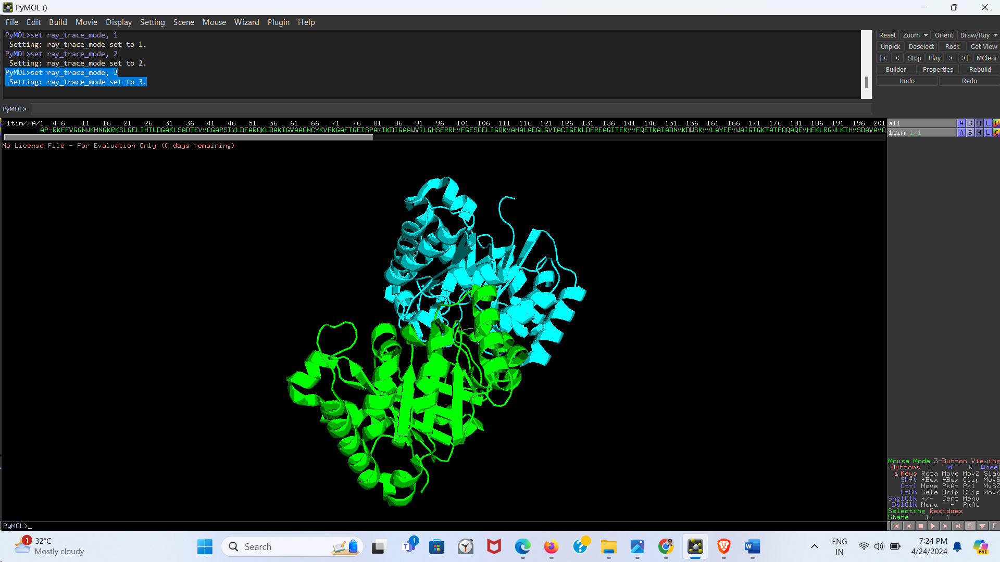 PyMOL ()
File Edit Build Movie Display Setting Scene Mouse Wizard Plugin Help
PyMOL>set ray_trace_mode, 1
Setting: ray_trace_mode set to 1.
PyMOL>set ray_trace_mode, 2
Setting: ray_trace_mode set to 2.
PyMOL>set ray_trace_mode, 3
Setting: ray_trace_mode set to 3.
Reset Zoom Orient Draw/Ray
Unpick Deselect Rock Get View
|< < Stop Play > >| MClear
Builder Properties Rebuild
Undo Redo
PyMOL>
/1tim//A/1 4 6 11 16 21 26 31 36 41 46 51 56 61 66 71 76 81 86 91 96 101 106 111 116 121 126 131 136 141 146 151 156 161 166 171 176 181 186 191 196 201
AP-RKFFVGGNWKMNGKRKSLGELIHTLDGAKLSADTEVVCGAPSIYLDFARQKLDAKIGVAAQNCYKVPKGAFTGEISPAMIKDIGAAWVILGHSERRHVFGESDELIGQKVAHALAEGLGVIACIGEKLDEREAGITEKVVFQETKAIADNVKDWSKVVLAYEPVWAIGTGKTATPQQAQEVHEKLRGWLKTHVSDAVAVQ
No License File - For Evaluation Only (0 days remaining)
all A S H L C
1tim 1/1 A S H L C
Mouse Mode 3-Button Viewing
Buttons L M R Wheel
& Keys Rota Move MovZ Slab
Shft +Box -Box Clip MovS
Ctrl Move PkAt Pk1 MvSZ
CtSh Sele Orig Clip MovZ
SnglClk +/- Cent Menu
DblClk Menu - PkAt
Selecting Residues
State 1/ 1
PyMOL>_
S F
1
32°C
Mostly cloudy
Search
1
ENG
IN
7:24 PM
4/24/2024
PRE